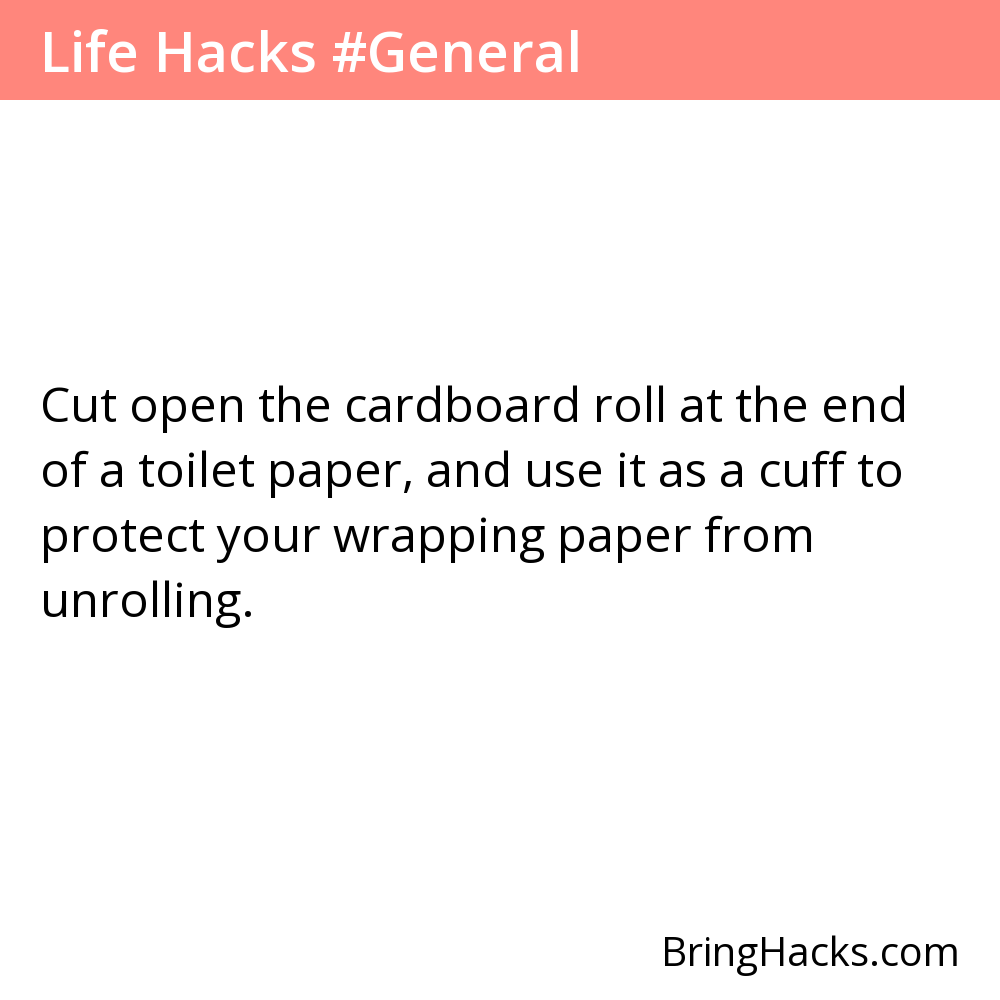 Life Hacks #General
Cut open the cardboard roll at the end
of a toilet paper, and use it as a cuff to
protect your wrapping paper from
unrolling.
BringHacks.com